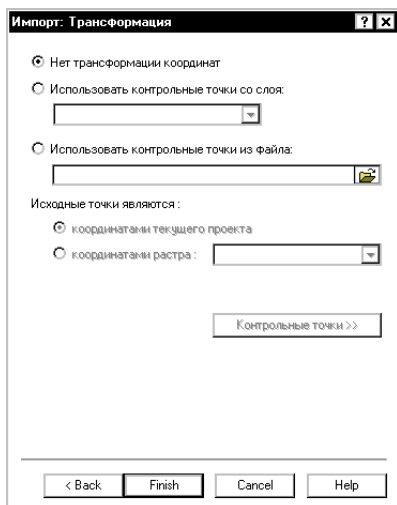 Импорт: Трансформация
Нет трансформации координат
Использовать контрольные точки со слоя:
Использовать контрольные точки из файла:
Исходные точки являются :
координатами текущего проекта
координатами растра :
Контрольные точки >>
< Back Finish Cancel Help